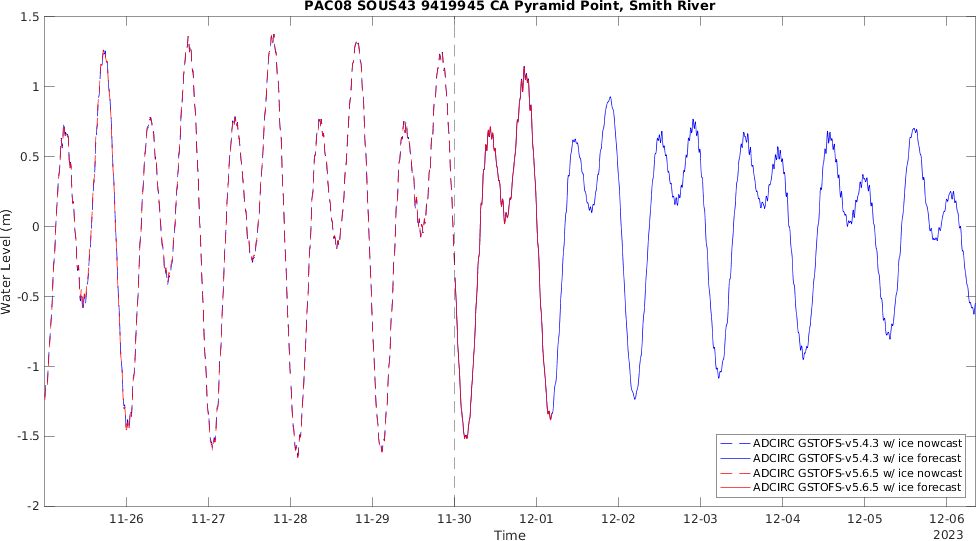 PAC08 SOUS43 9419945 CA Pyramid Point, Smith River
Water Level (m)
1.5
1
0.5
0
-0.5
-1
-1.5
-2
ADCIRC GSTOFS-v5.4.3 w/ ice nowcast
ADCIRC GSTOFS-v5.4.3 w/ ice forecast
ADCIRC GSTOFS-v5.6.5 w/ ice nowcast
ADCIRC GSTOFS-v5.6.5 w/ ice forecast
11-26 11-27 11-28 11-29 11-30 12-01 12-02 12-03 12-04 12-05 12-06
2023
Time